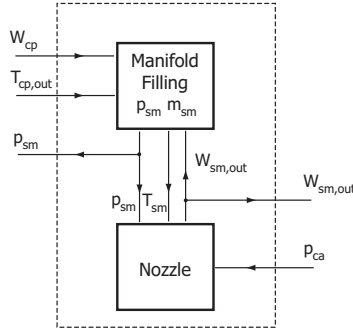 W_cp
T_cp,out
Manifold
Filling
p_sm m_sm
p_sm
W_sm,out
W_sm,out
p_sm T_sm
p_ca
Nozzle